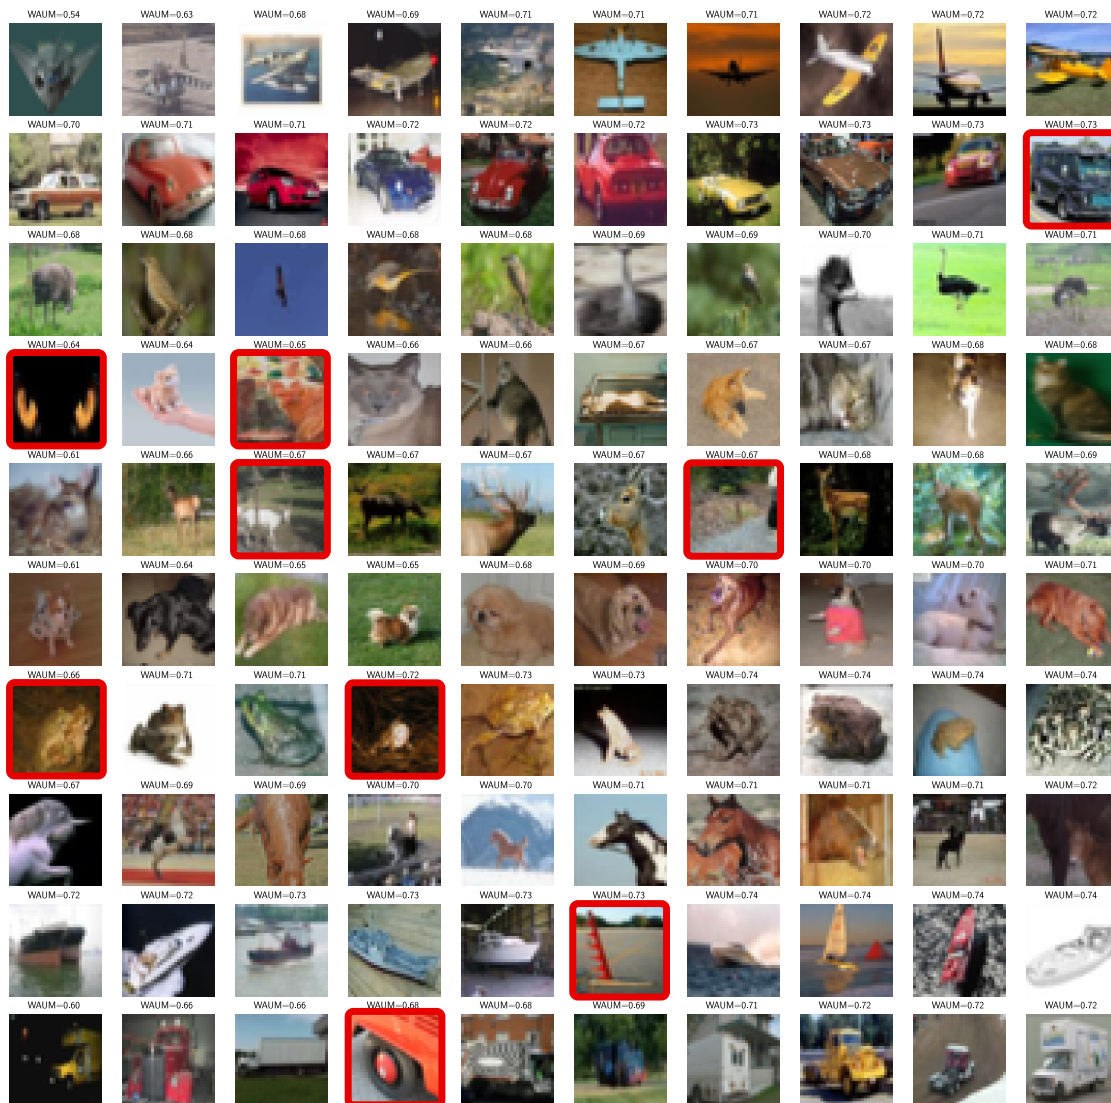 WAUM=0.54 WAUM=0.63 WAUM=0.68 WAUM=0.69 WAUM=0.71 WAUM=0.71 WAUM=0.71 WAUM=0.72 WAUM=0.72 WAUM=0.72
WAUM=0.70 WAUM=0.71 WAUM=0.71 WAUM=0.72 WAUM=0.72 WAUM=0.72 WAUM=0.73 WAUM=0.73 WAUM=0.73 WAUM=0.73
WAUM=0.68 WAUM=0.68 WAUM=0.68 WAUM=0.68 WAUM=0.68 WAUM=0.69 WAUM=0.69 WAUM=0.70 WAUM=0.71 WAUM=0.71
WAUM=0.64 WAUM=0.64 WAUM=0.65 WAUM=0.66 WAUM=0.66 WAUM=0.67 WAUM=0.67 WAUM=0.67 WAUM=0.68 WAUM=0.68
WAUM=0.61 WAUM=0.66 WAUM=0.67 WAUM=0.67 WAUM=0.67 WAUM=0.67 WAUM=0.67 WAUM=0.68 WAUM=0.68 WAUM=0.69
WAUM=0.61 WAUM=0.64 WAUM=0.65 WAUM=0.65 WAUM=0.68 WAUM=0.69 WAUM=0.70 WAUM=0.70 WAUM=0.70 WAUM=0.71
WAUM=0.66 WAUM=0.71 WAUM=0.71 WAUM=0.72 WAUM=0.73 WAUM=0.73 WAUM=0.74 WAUM=0.74 WAUM=0.74 WAUM=0.74
WAUM=0.67 WAUM=0.69 WAUM=0.69 WAUM=0.70 WAUM=0.70 WAUM=0.71 WAUM=0.71 WAUM=0.71 WAUM=0.71 WAUM=0.72
WAUM=0.72 WAUM=0.72 WAUM=0.73 WAUM=0.73 WAUM=0.73 WAUM=0.73 WAUM=0.74 WAUM=0.74 WAUM=0.74 WAUM=0.74
WAUM=0.60 WAUM=0.66 WAUM=0.66 WAUM=0.68 WAUM=0.68 WAUM=0.69 WAUM=0.71 WAUM=0.72 WAUM=0.72 WAUM=0.72